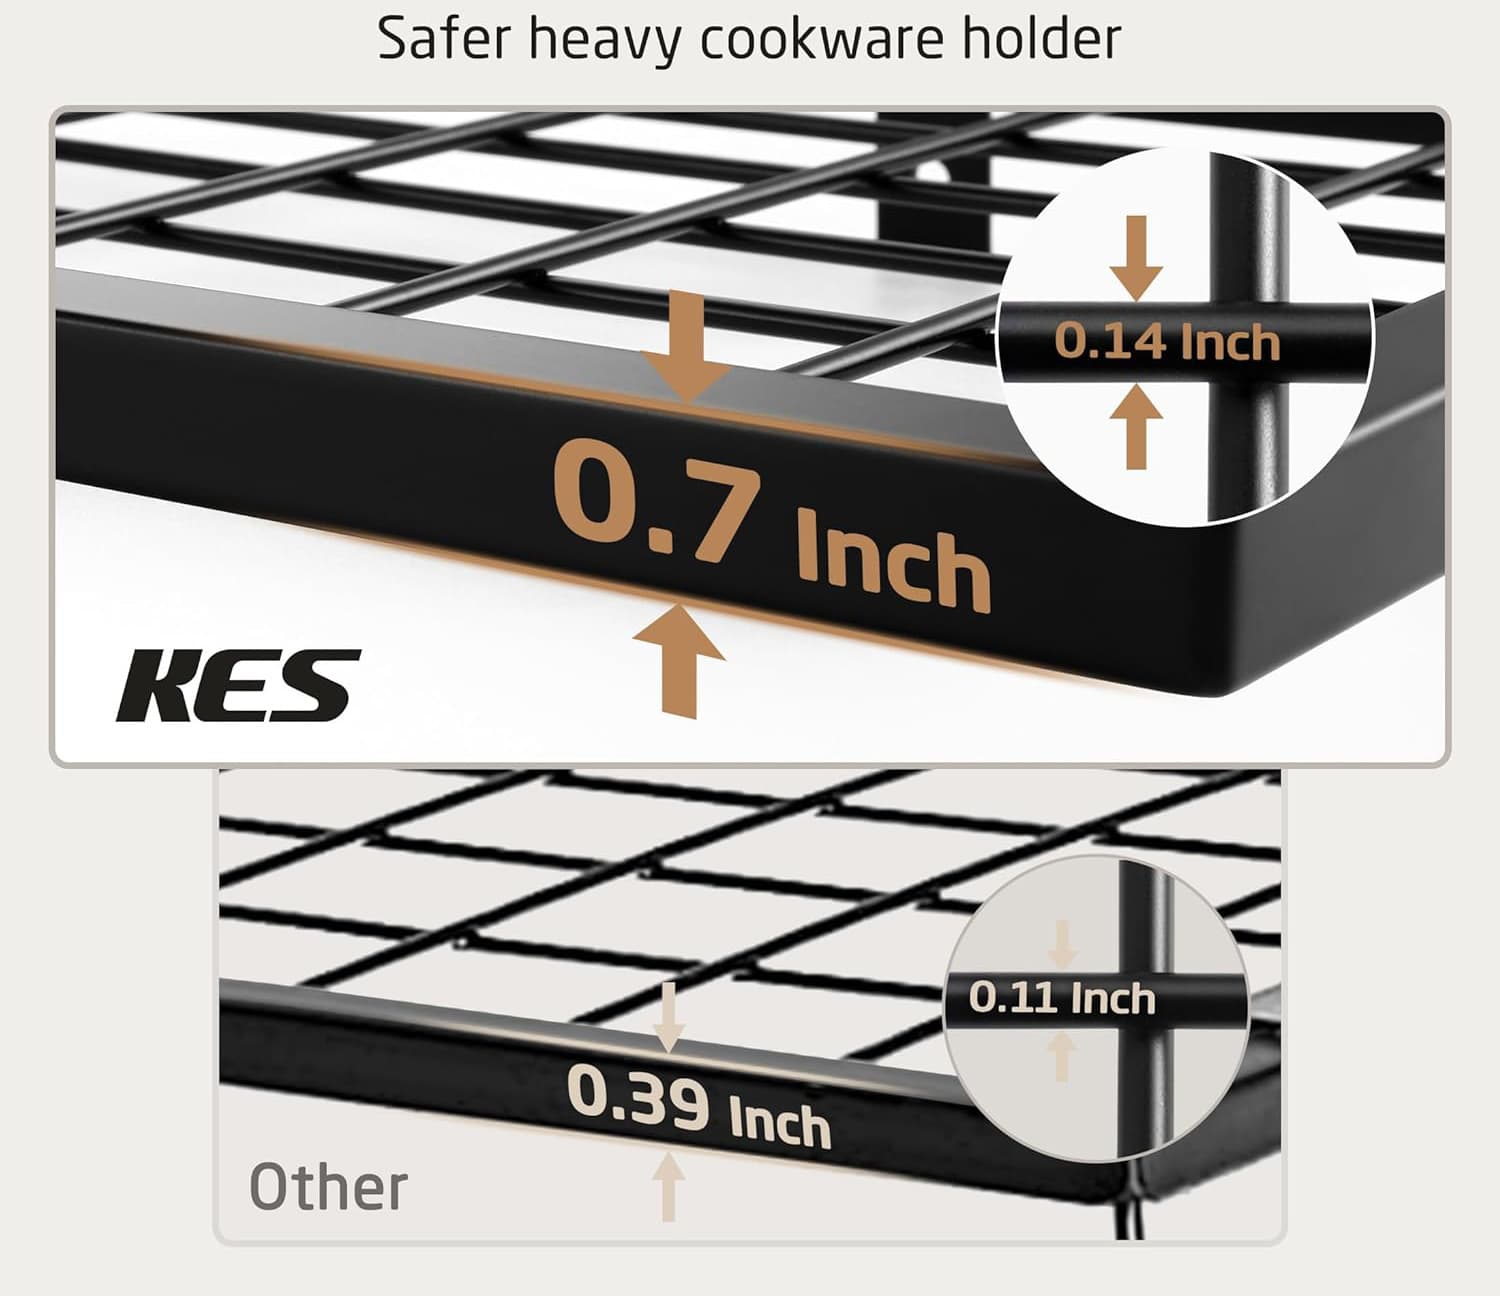 Safer heavy cookware holder
0.14 Inch
0.7 Inch
KES
0.11 Inch
0.39 Inch
Other